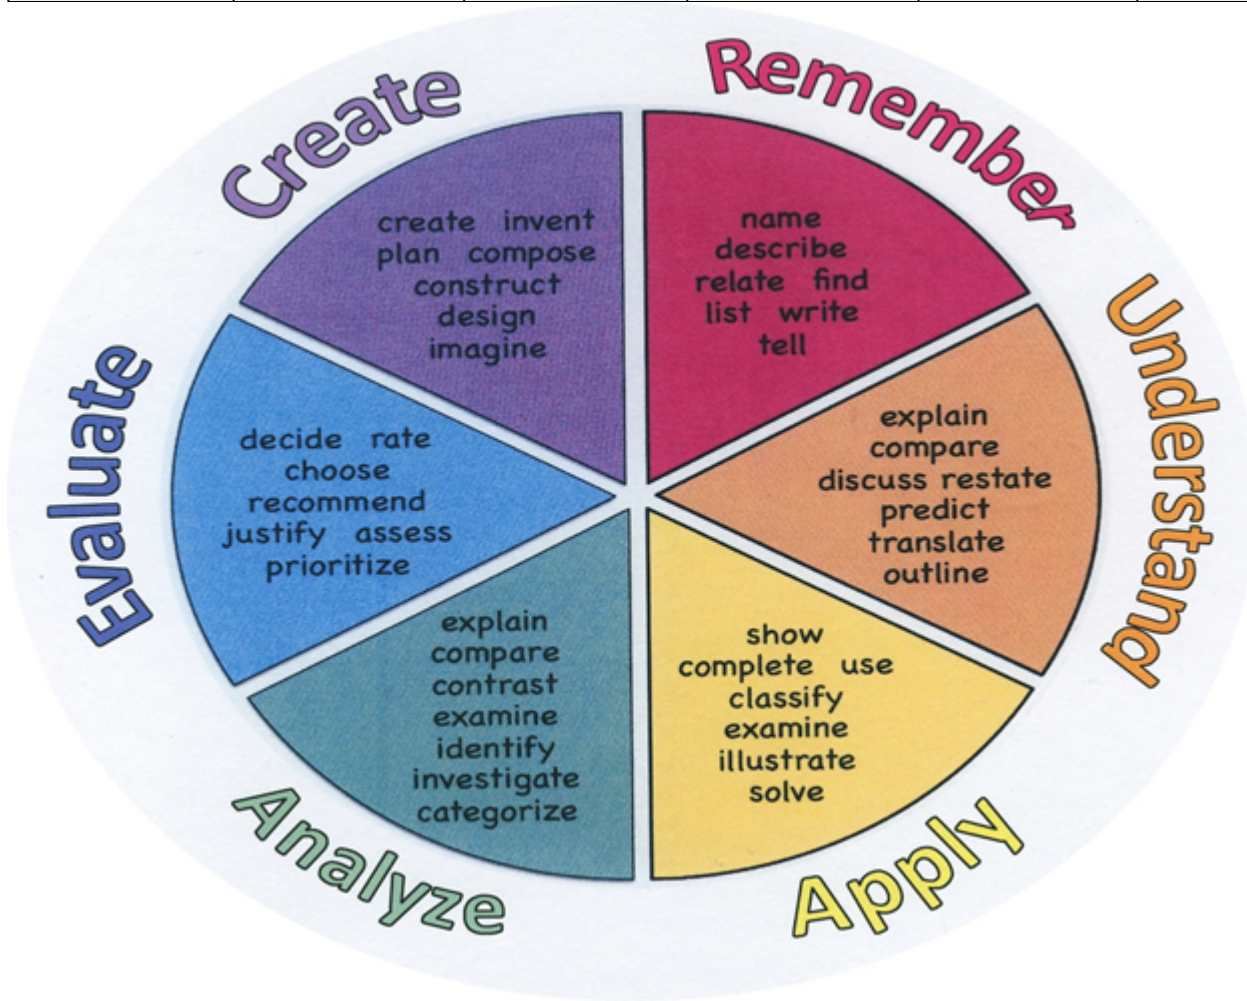 Remember
name
describe
relate find
list write
tell
Understand
explain
compare
discuss restate
predict
translate
outline
Apply
show
complete use
classify
examine
illustrate
solve
Analyze
explain
compare
contrast
examine
identify
investigate
categorize
Evaluate
decide rate
choose
recommend
justify assess
prioritize
Create
create invent
plan compose
construct
design
imagine